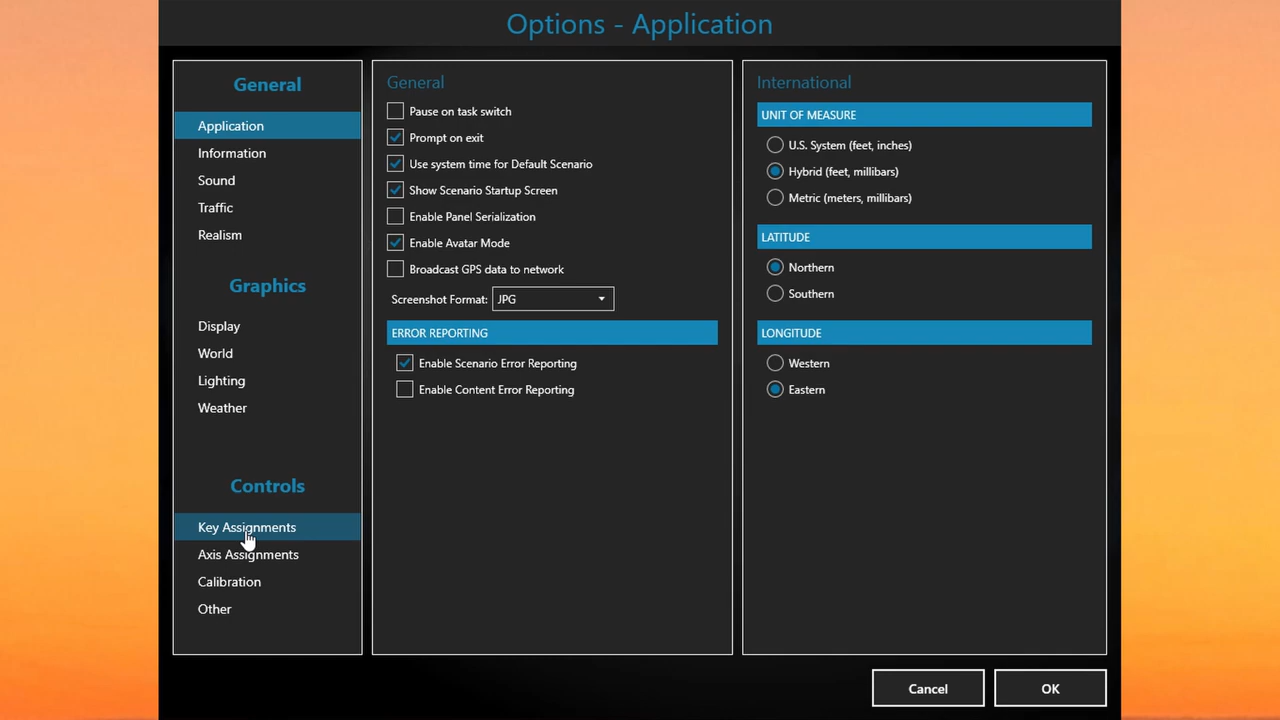 Options - Application
General
Application
Information
Sound
Traffic
Realism
Graphics
Display
World
Lighting
Weather
Controls
Key Assignments
Axis Assignments
Calibration
Other
General
Pause on task switch
Prompt on exit
Use system time for Default Scenario
Show Scenario Startup Screen
Enable Panel Serialization
Enable Avatar Mode
Broadcast GPS data to network
Screenshot Format: JPG
ERROR REPORTING
Enable Scenario Error Reporting
Enable Content Error Reporting
International
UNIT OF MEASURE
U.S. System (feet, inches)
Hybrid (feet, millibars)
Metric (meters, millibars)
LATITUDE
Northern
Southern
LONGITUDE
Western
Eastern
Cancel
OK